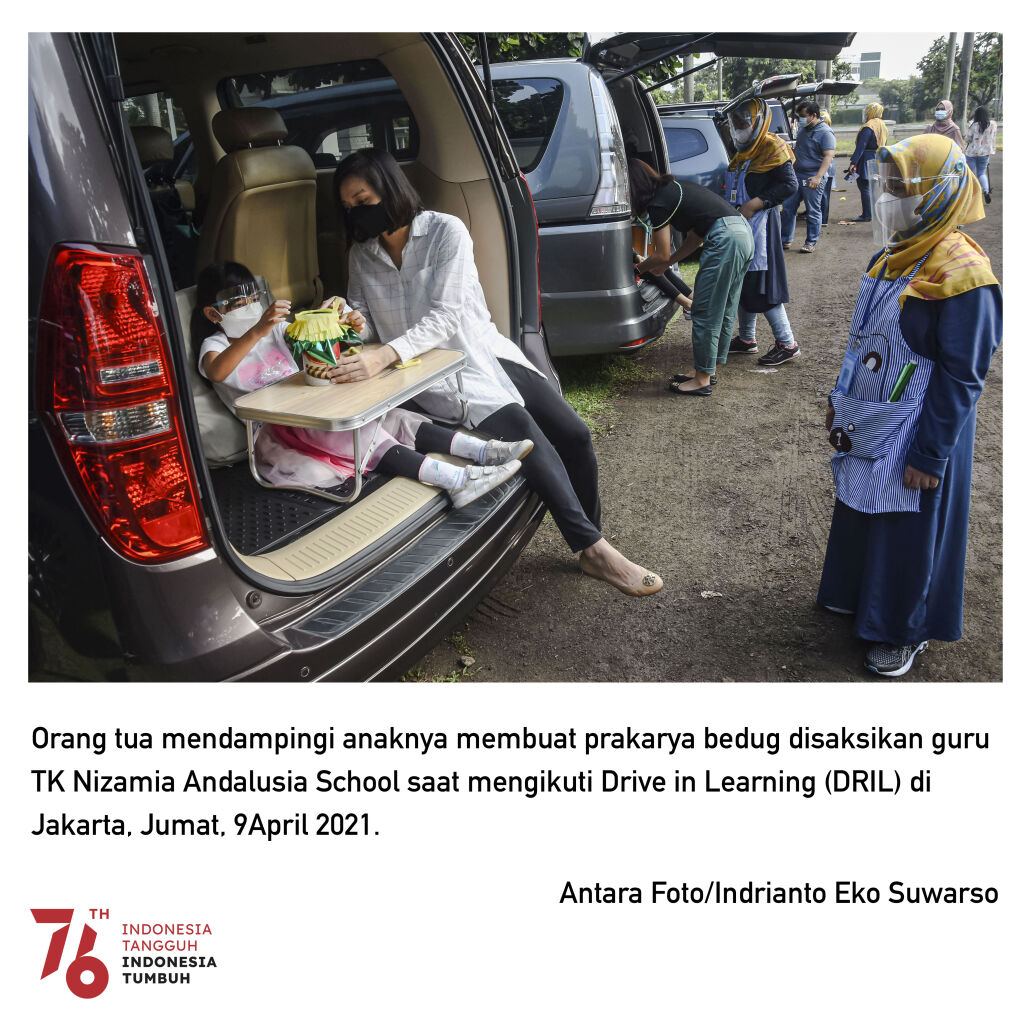 Orang tua mendampingi anaknya membuat prakarya bedug disaksikan guru
TK Nizamia Andalusia School saat mengikuti Drive in Learning (DRIL) di
Jakarta, Jumat, 9April 2021.
Antara Foto/Indrianto Eko Suwarso
76 TH
INDONESIA
TANGGUH
INDONESIA
TUMBUH